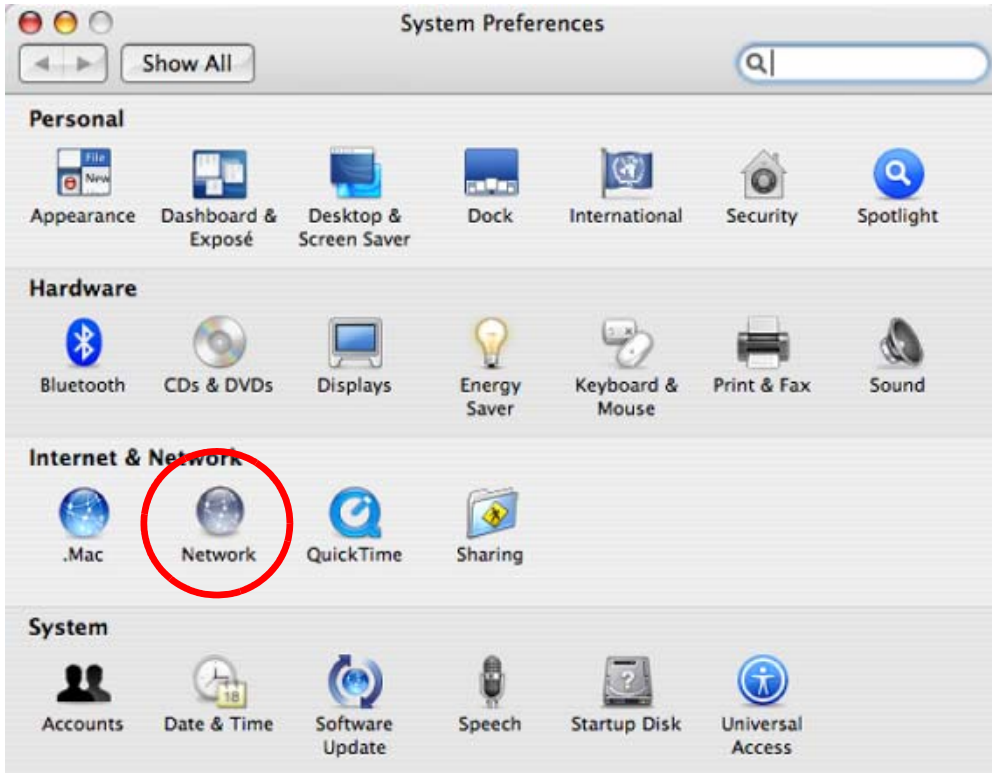 System Preferences
Show All
Personal
File
New
Appearance
Dashboard &
Exposé
Desktop &
Screen Saver
Dock
International
Security
Spotlight
Hardware
Bluetooth
CDs & DVDs
Displays
Energy
Saver
Keyboard &
Mouse
Print & Fax
Sound
Internet & Network
.Mac
Network
QuickTime
Sharing
System
18
?
Accounts
Date & Time
Software
Update
Speech
Startup Disk
Universal
Access